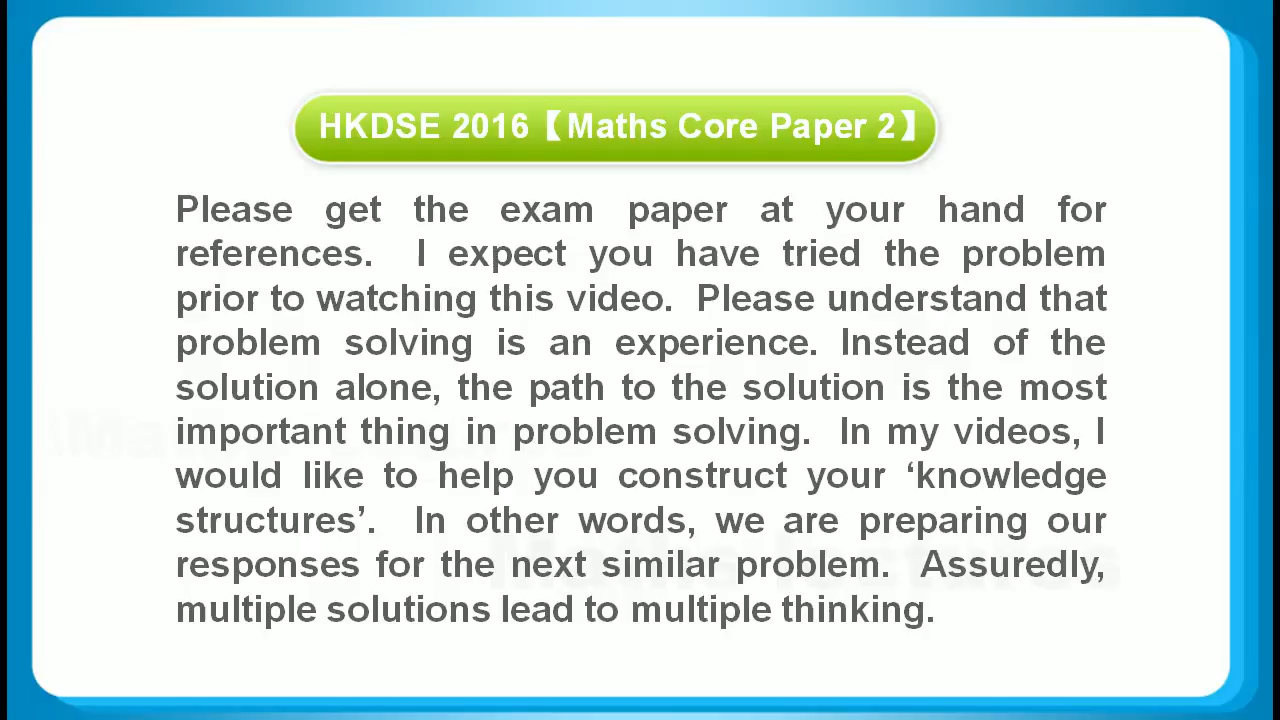 HKDSE 2016【Maths Core Paper 2】
Please get the exam paper at your hand for
references. I expect you have tried the problem
prior to watching this video. Please understand that
problem solving is an experience. Instead of the
solution alone, the path to the solution is the most
important thing in problem solving. In my videos, I
would like to help you construct your ‘knowledge
structures’. In other words, we are preparing our
responses for the next similar problem. Assuredly,
multiple solutions lead to multiple thinking.